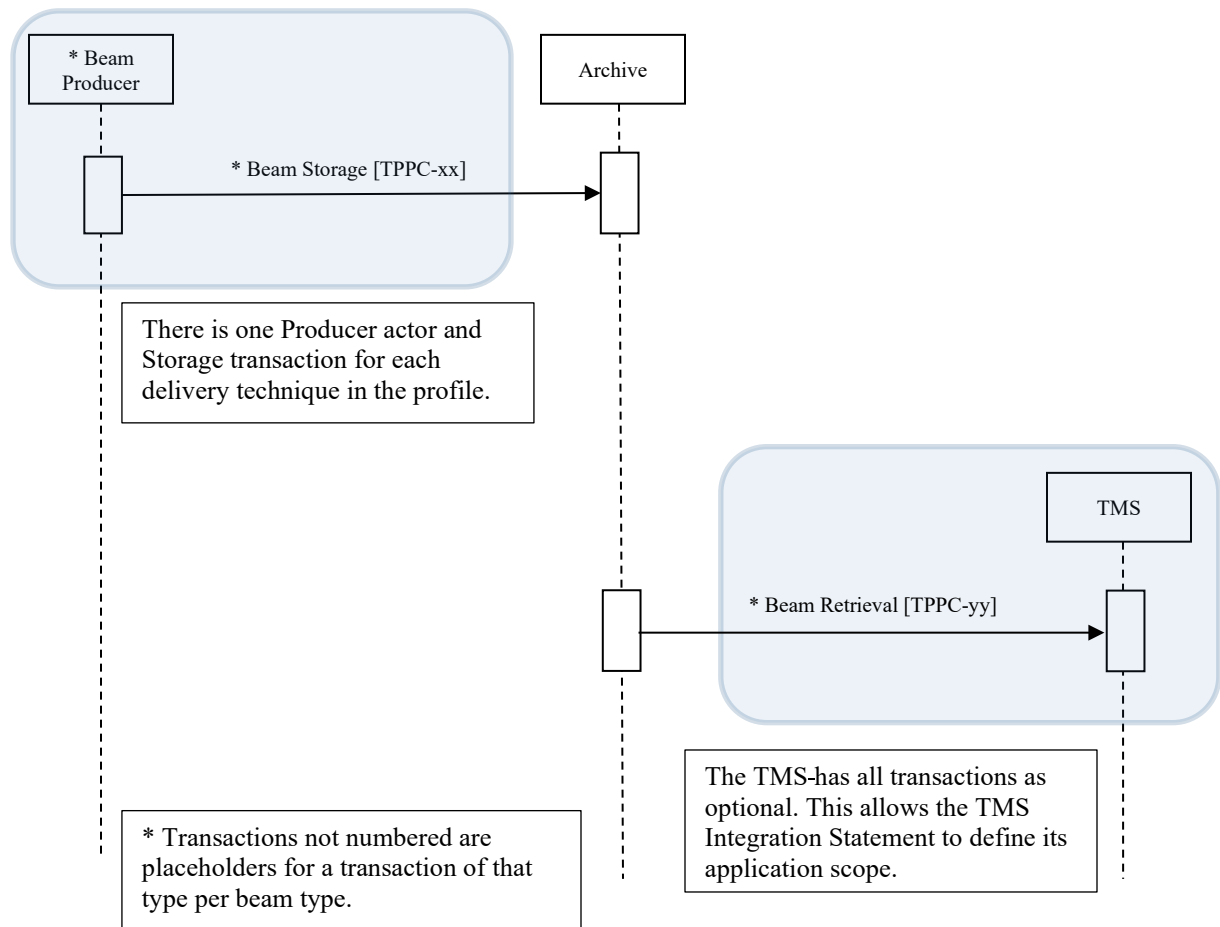 * Beam
Producer
Archive
* Beam Storage [TPPC-xx]
There is one Producer actor and
Storage transaction for each
delivery technique in the profile.
TMS
* Beam Retrieval [TPPC-yy]
The TMS-has all transactions as
optional. This allows the TMS
Integration Statement to define its
application scope.
* Transactions not numbered are
placeholders for a transaction of that
type per beam type.